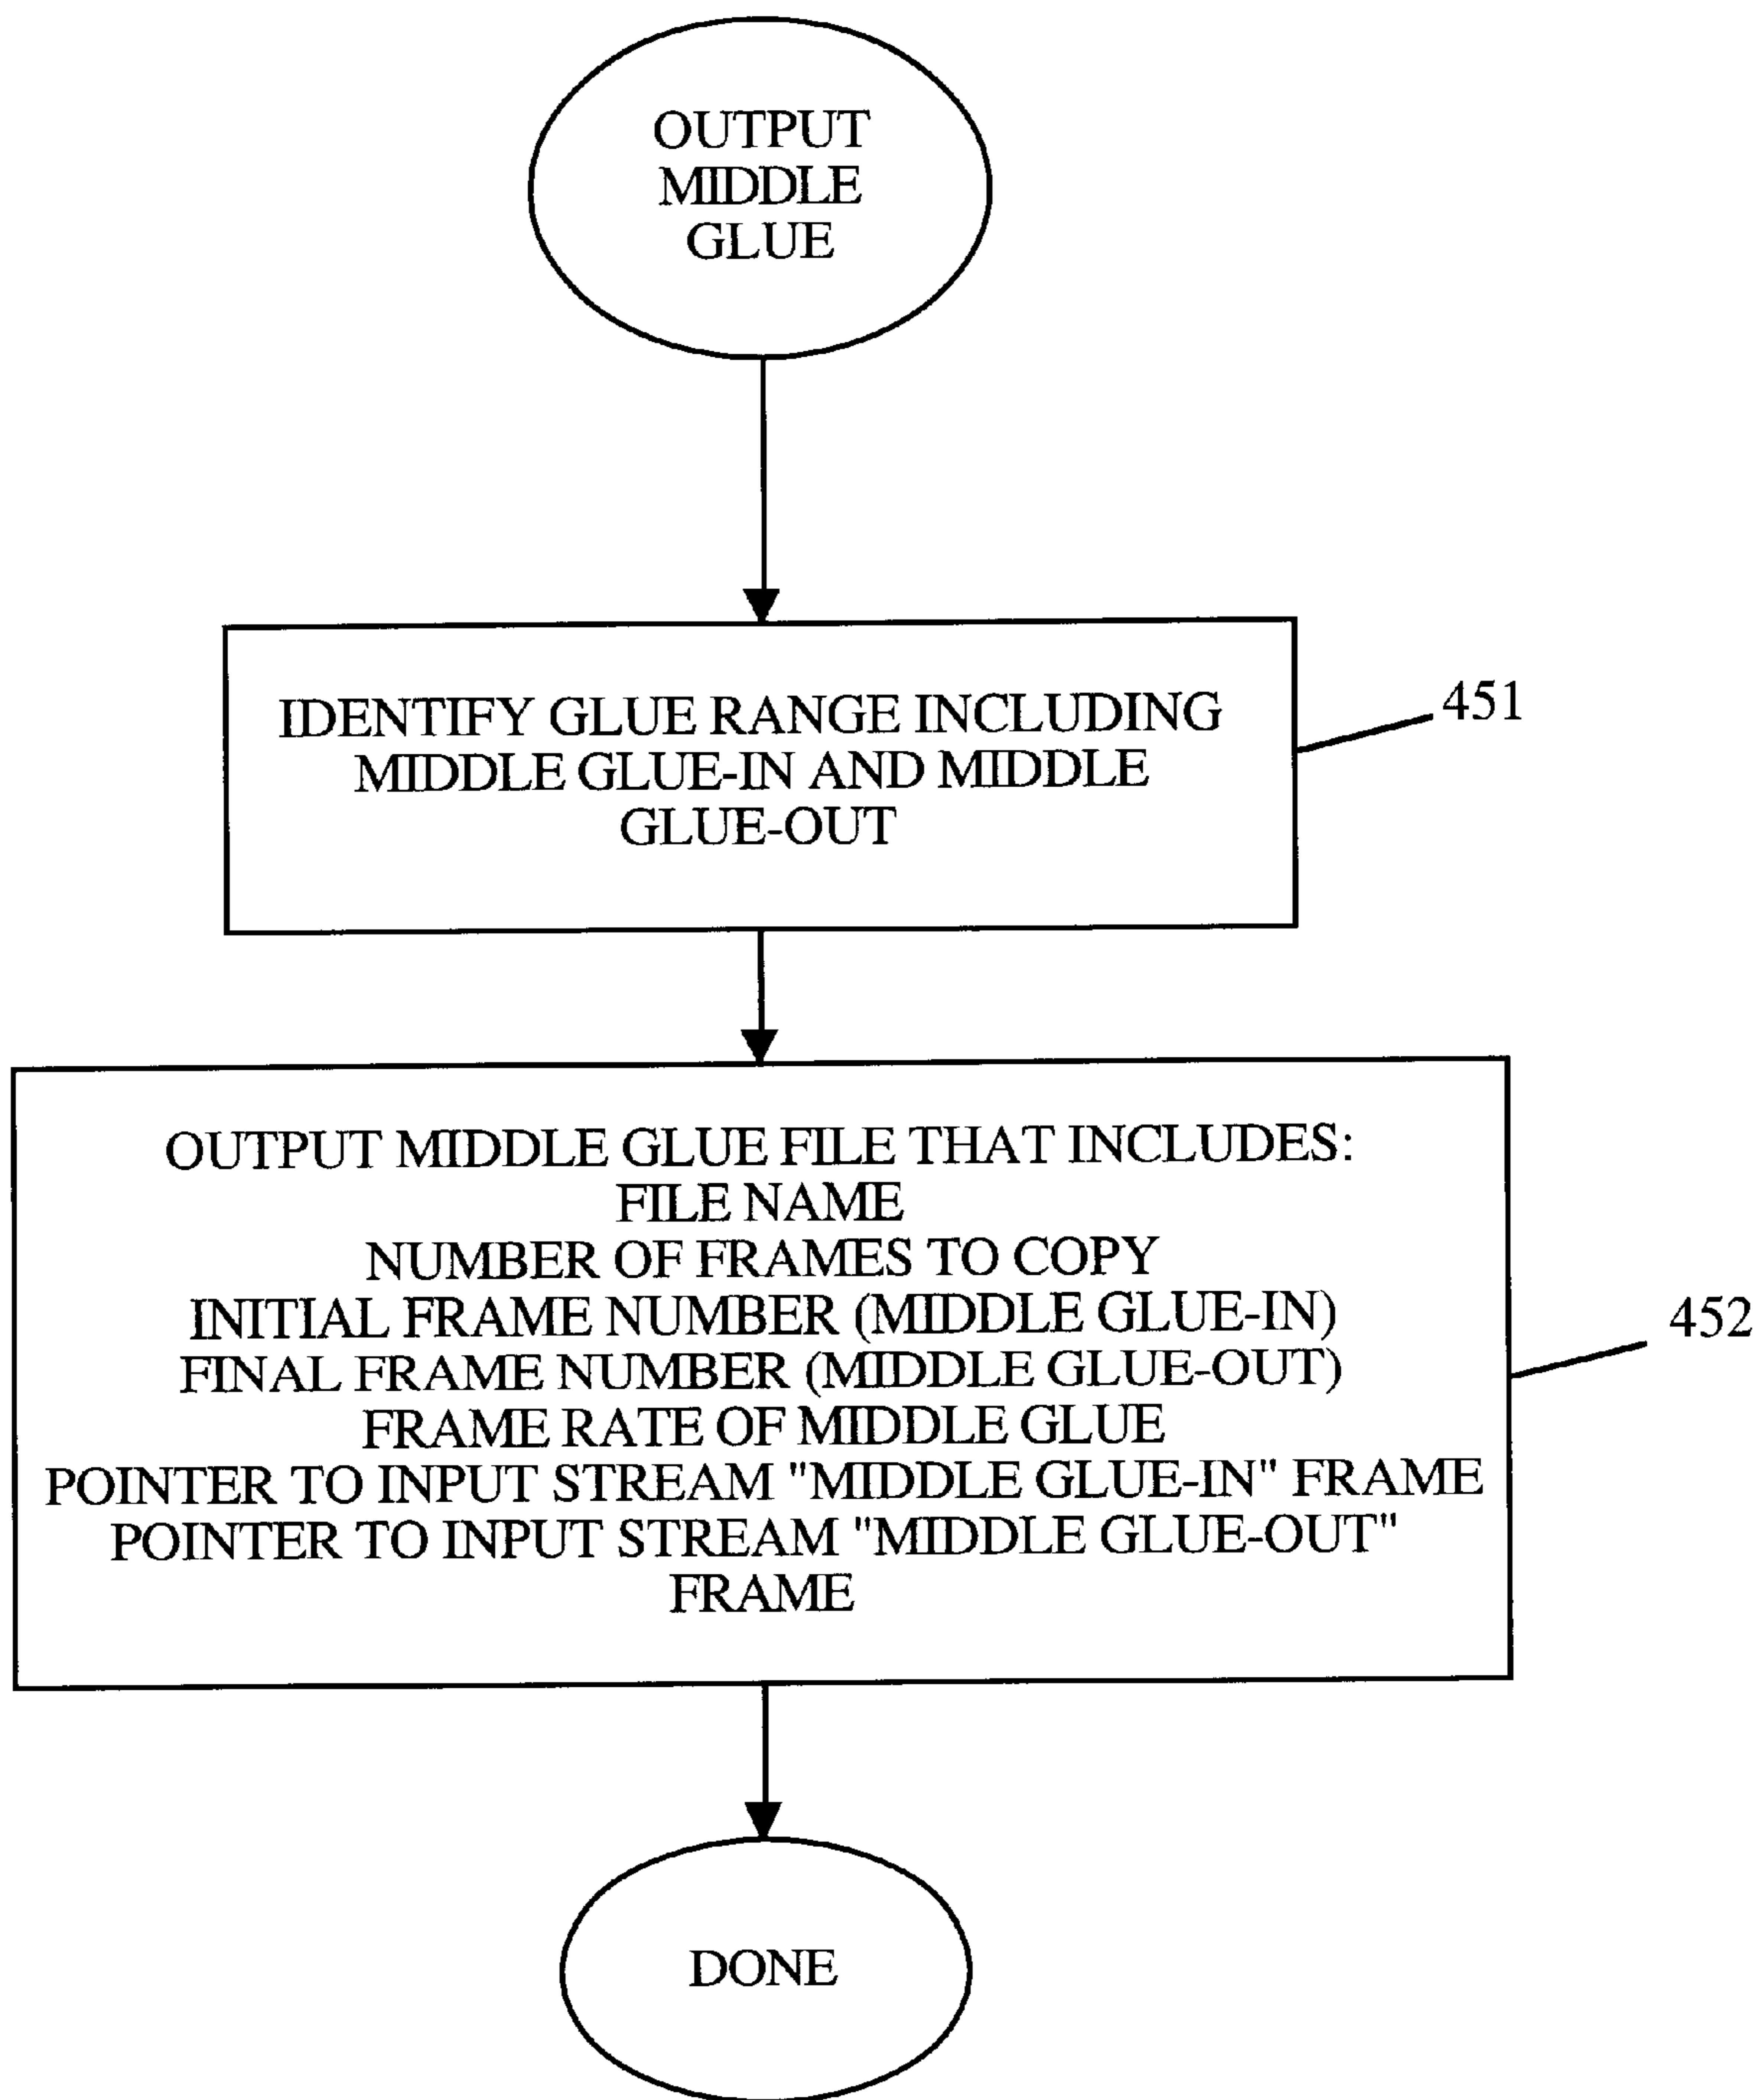 OUTPUT
MIDDLE
GLUE
IDENTIFY GLUE RANGE INCLUDING
MIDDLE GLUE-IN AND MIDDLE
GLUE-OUT
451
OUTPUT MIDDLE GLUE FILE THAT INCLUDES:
FILE NAME
NUMBER OF FRAMES TO COPY
INITIAL FRAME NUMBER (MIDDLE GLUE-IN)
FINAL FRAME NUMBER (MIDDLE GLUE-OUT)
FRAME RATE OF MIDDLE GLUE
POINTER TO INPUT STREAM "MIDDLE GLUE-IN" FRAME
POINTER TO INPUT STREAM "MIDDLE GLUE-OUT"
FRAME
452
DONE